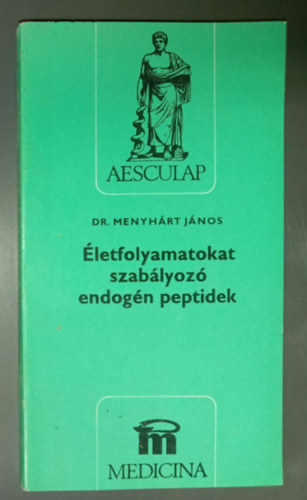 AESCULAP
DR. MENYHÁRT JÁNOS
Életfolyamatokat
szabályozó
endogén peptidek
m
MEDICINA